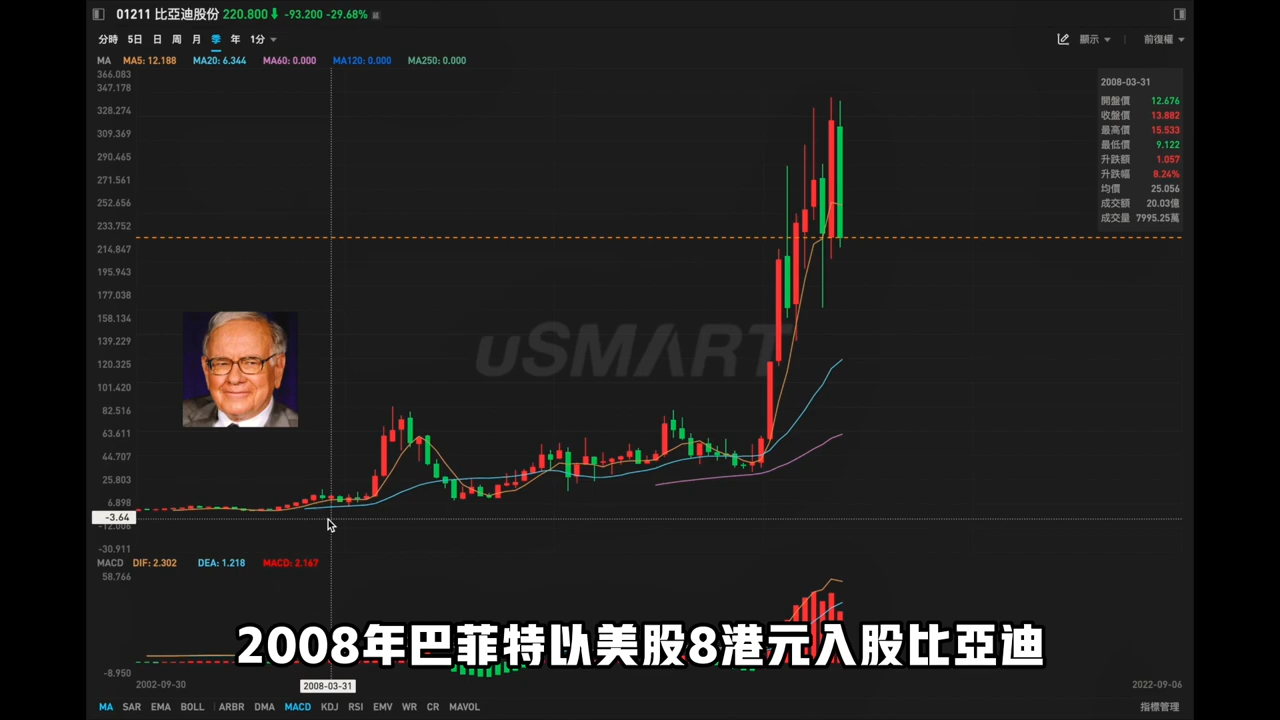 01211 比亞迪股份 220.800 -93.200 -29.68%
分時 5日 日 周 月 季 年 1分
顯示 前復權
MA MA5: 12.188 MA20: 6.344 MA60: 0.000 MA120: 0.000 MA250: 0.000
366.083
347.178
328.274
309.369
290.465
271.561
252.656
233.752
214.847
195.943
177.038
158.134
139.229
120.325
101.420
82.516
63.611
44.707
25.803
6.898
-3.64
-12.006
-30.911
2008-03-31
開盤價 12.676
收盤價 13.882
最高價 15.533
最低價 9.122
升跌額 1.057
升跌幅 8.24%
均價 25.056
成交額 20.03億
成交量 7995.25萬
uSMART
MACD DIF: 2.302 DEA: 1.218 MACD: 2.167
58.766
-8.950
2008年巴菲特以美股8港元入股比亞迪
2002-09-30 2008-03-31 2022-09-06
MA SAR EMA BOLL ARBR DMA MACD KDJ RSI EMV WR CR MAVOL 指標管理